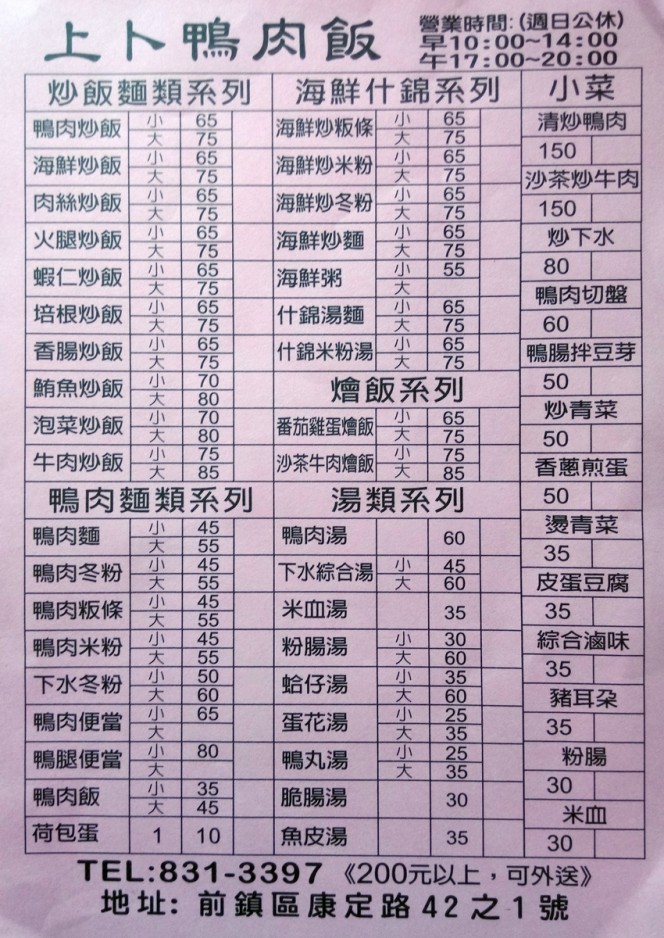 上卜鴨肉飯
營業時間:(週日公休)
早10:00~14:00
午17:00~20:00
炒飯麵類系列
鴨肉炒飯 小 65
大 75
海鮮炒飯 小 65
大 75
肉絲炒飯 小 65
大 75
火腿炒飯 小 65
大 75
蝦仁炒飯 小 65
大 75
培根炒飯 小 65
大 75
香腸炒飯 小 65
大 75
鮪魚炒飯 小 70
大 80
泡菜炒飯 小 70
大 80
牛肉炒飯 小 75
大 85
鴨肉麵類系列
鴨肉麵 小 45
大 55
鴨肉冬粉 小 45
大 55
鴨肉粄條 小 45
大 55
鴨肉米粉 小 45
大 55
下水冬粉 小 50
大 60
鴨肉便當 小 65
大
鴨腿便當 小 80
大
鴨肉飯 小 35
大 45
荷包蛋 1 10
海鮮什錦系列
海鮮炒粄條 小 65
大 75
海鮮炒米粉 小 65
大 75
海鮮炒冬粉 小 65
大 75
海鮮炒麵 小 65
大 75
海鮮粥 小 55
大
什錦湯麵 小 65
大 75
什錦米粉湯 小 65
大 75
燴飯系列
番茄雞蛋燴飯 小 65
大 75
沙茶牛肉燴飯 小 75
大 85
湯類系列
鴨肉湯 60
下水綜合湯 小 45
大 60
米血湯 35
粉腸湯 小 30
大 60
蛤仔湯 小 35
大 60
蛋花湯 小 25
大 35
鴨丸湯 小 25
大 35
脆腸湯 30
魚皮湯 35
小菜
清炒鴨肉
150
沙茶炒牛肉
150
炒下水
80
鴨肉切盤
60
鴨腸拌豆芽
50
炒青菜
50
香蔥煎蛋
50
燙青菜
35
皮蛋豆腐
35
綜合滷味
35
豬耳朵
35
粉腸
30
米血
30
TEL:831-3397《200元以上，可外送》
地址: 前鎮區康定路42之1號